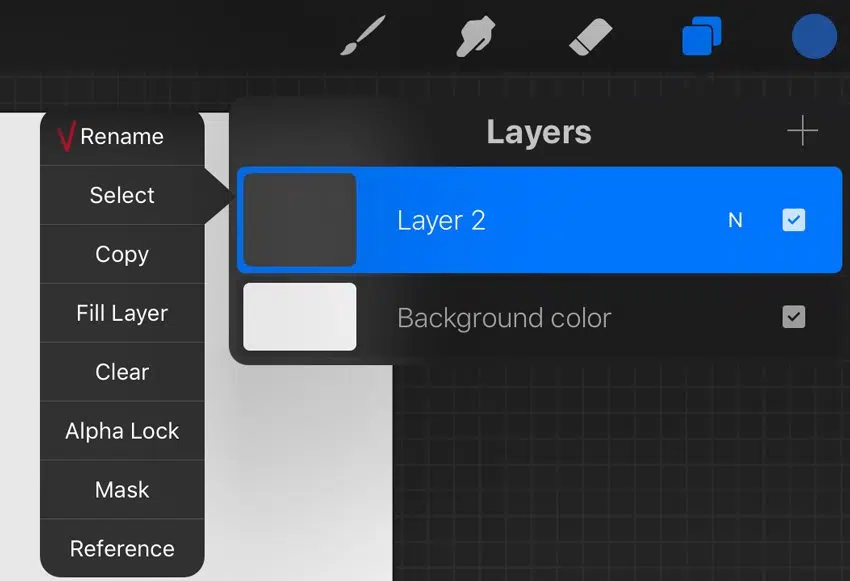 Rename
Select
Copy
Fill Layer
Clear
Alpha Lock
Mask
Reference
Layers
Layer 2 N
Background color